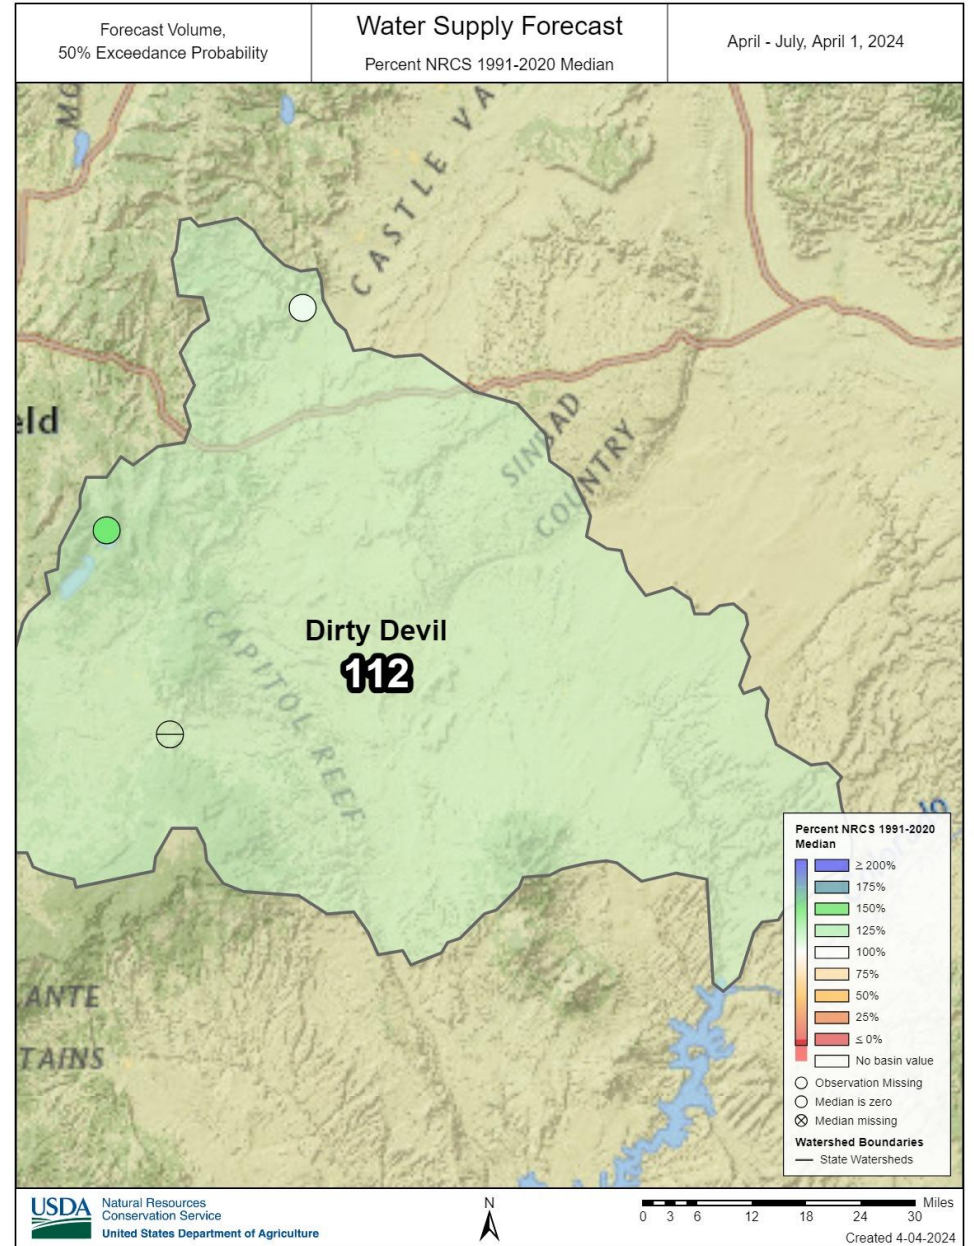 Forecast Volume,
50% Exceedance Probability
Water Supply Forecast
Percent NRCS 1991-2020 Median
April - July, April 1, 2024
MO
CASTLE VA
eld
SINBAD
COUNTRY
Dirty Devil
112
CAPITOL REEF
ANTE
TAINS
Percent NRCS 1991-2020
Median
≥ 200%
175%
150%
125%
100%
75%
50%
25%
≤ 0%
No basin value
Observation Missing
Median is zero
Median missing
Watershed Boundaries
State Watersheds
USDA
Natural Resources
Conservation Service
United States Department of Agriculture
N
Miles
0 3 6 12 18 24 30
Created 4-04-2024